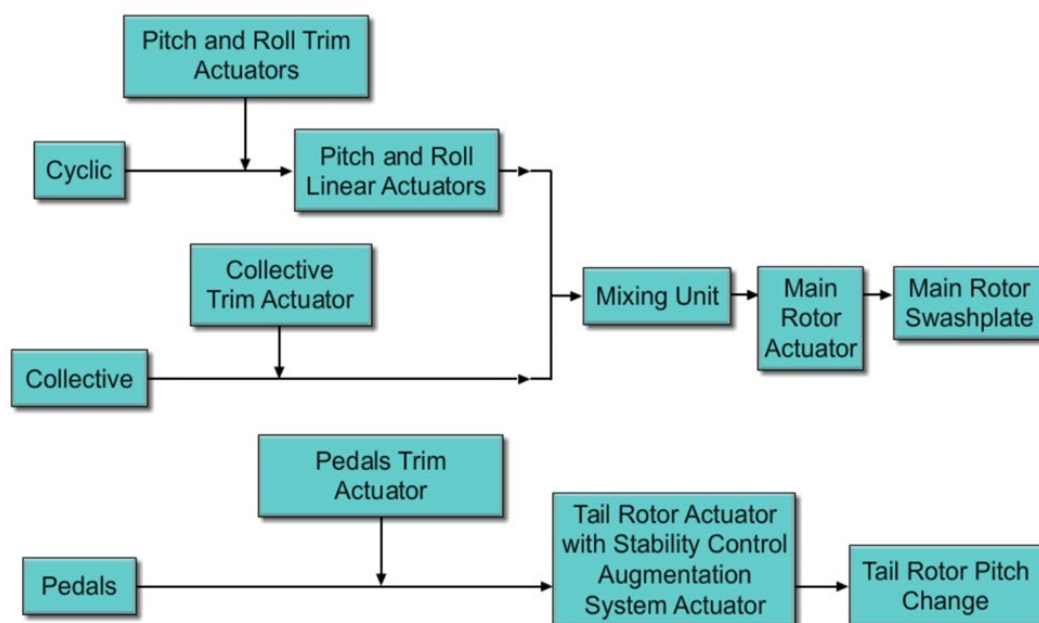 Pitch and Roll Trim
Actuators
Cyclic
Pitch and Roll
Linear Actuators
Collective
Trim Actuator
Mixing Unit
Main
Rotor
Actuator
Main Rotor
Swashplate
Collective
Pedals Trim
Actuator
Pedals
Tail Rotor Actuator
with Stability Control
Augmentation
System Actuator
Tail Rotor Pitch
Change